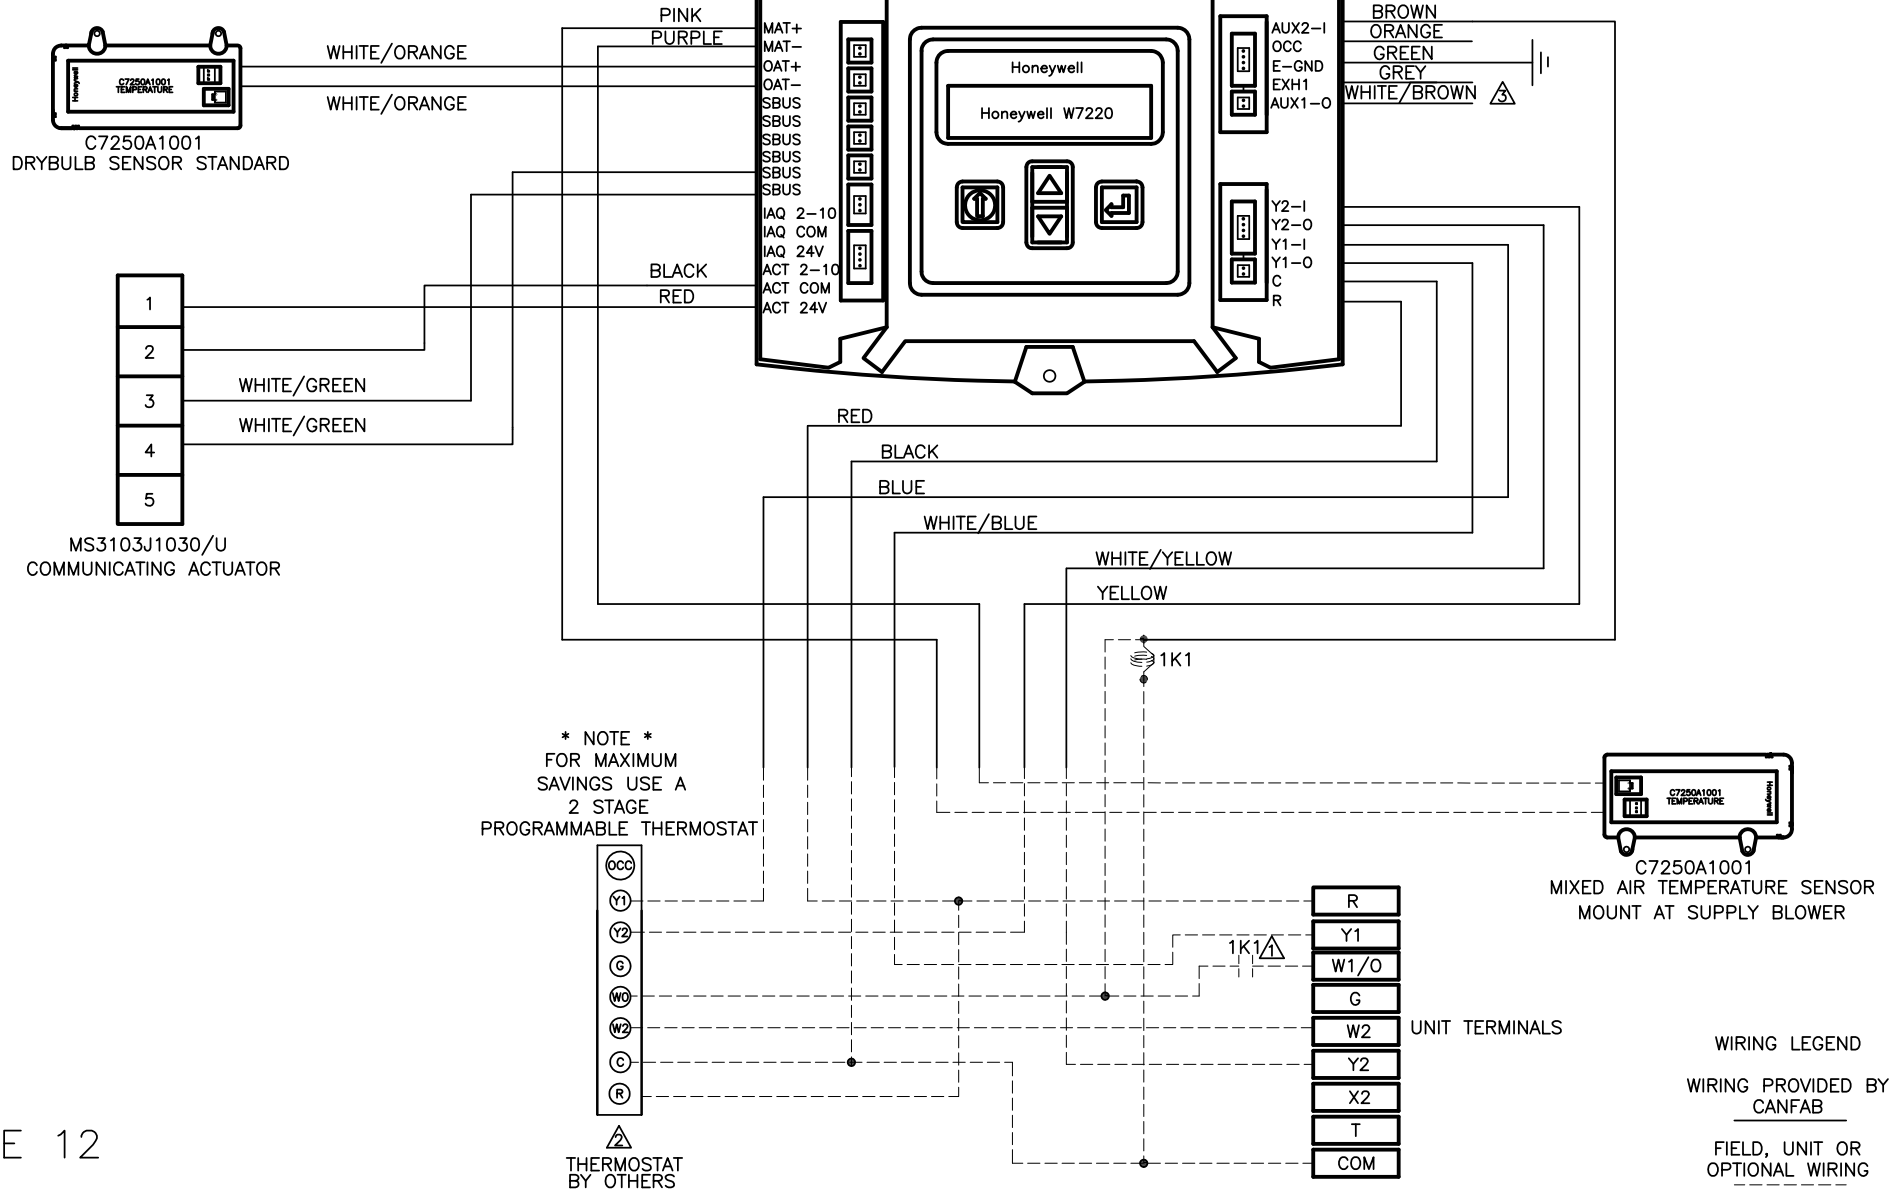 PINK
PURPLE
WHITE/ORANGE
WHITE/ORANGE
Honeywell
C7250A1001
TEMPERATURE
C7250A1001
DRYBULB SENSOR STANDARD
MAT+
MAT-
OAT+
OAT-
SBUS
SBUS
SBUS
SBUS
SBUS
SBUS
IAQ 2-10
IAQ COM
IAQ 24V
ACT 2-10
ACT COM
ACT 24V
Honeywell
Honeywell W7220
AUX2-I
OCC
E-GND
EXH1
AUX1-O
Y2-I
Y2-O
Y1-I
Y1-O
C
R
BROWN
ORANGE
GREEN
GREY
WHITE/BROWN 3
BLACK
RED
1
2
3
4
5
WHITE/GREEN
WHITE/GREEN
MS3103J1030/U
COMMUNICATING ACTUATOR
RED
BLACK
BLUE
WHITE/BLUE
WHITE/YELLOW
YELLOW
1K1
* NOTE *
FOR MAXIMUM
SAVINGS USE A
2 STAGE
PROGRAMMABLE THERMOSTAT
OCC
Y1
Y2
G
WO
W2
C
R
2
THERMOSTAT
BY OTHERS
C7250A1001
TEMPERATURE
Honeywell
C7250A1001
MIXED AIR TEMPERATURE SENSOR
MOUNT AT SUPPLY BLOWER
1K1 1
R
Y1
W1/O
G
W2
Y2
X2
T
COM
UNIT TERMINALS
WIRING LEGEND
WIRING PROVIDED BY
CANFAB
FIELD, UNIT OR
OPTIONAL WIRING
E 12